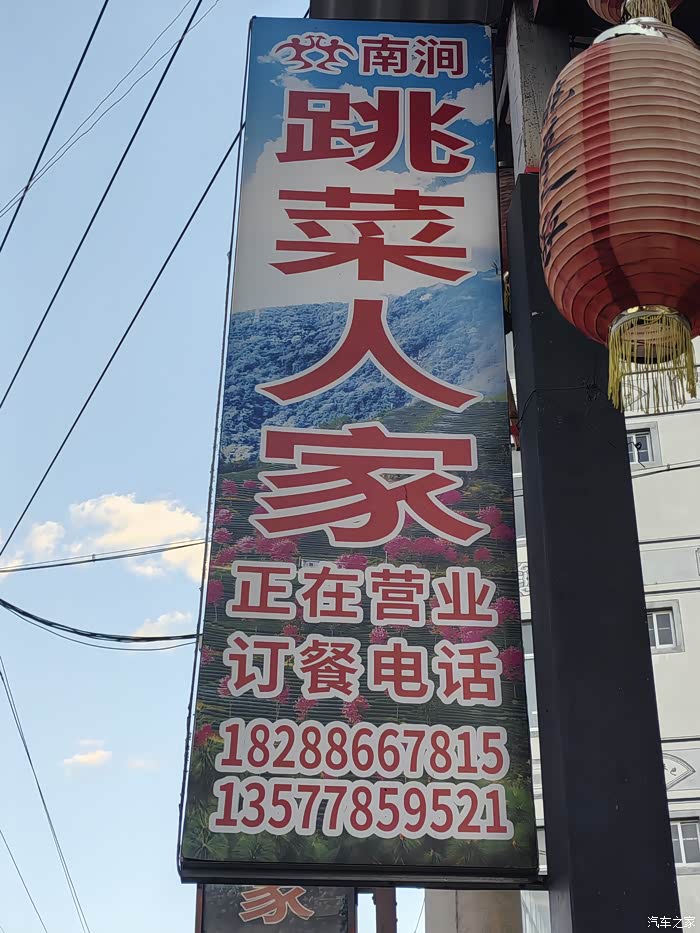 南涧
跳菜人家
正在营业
订餐电话
18288667815
13577859521
家
汽车之家